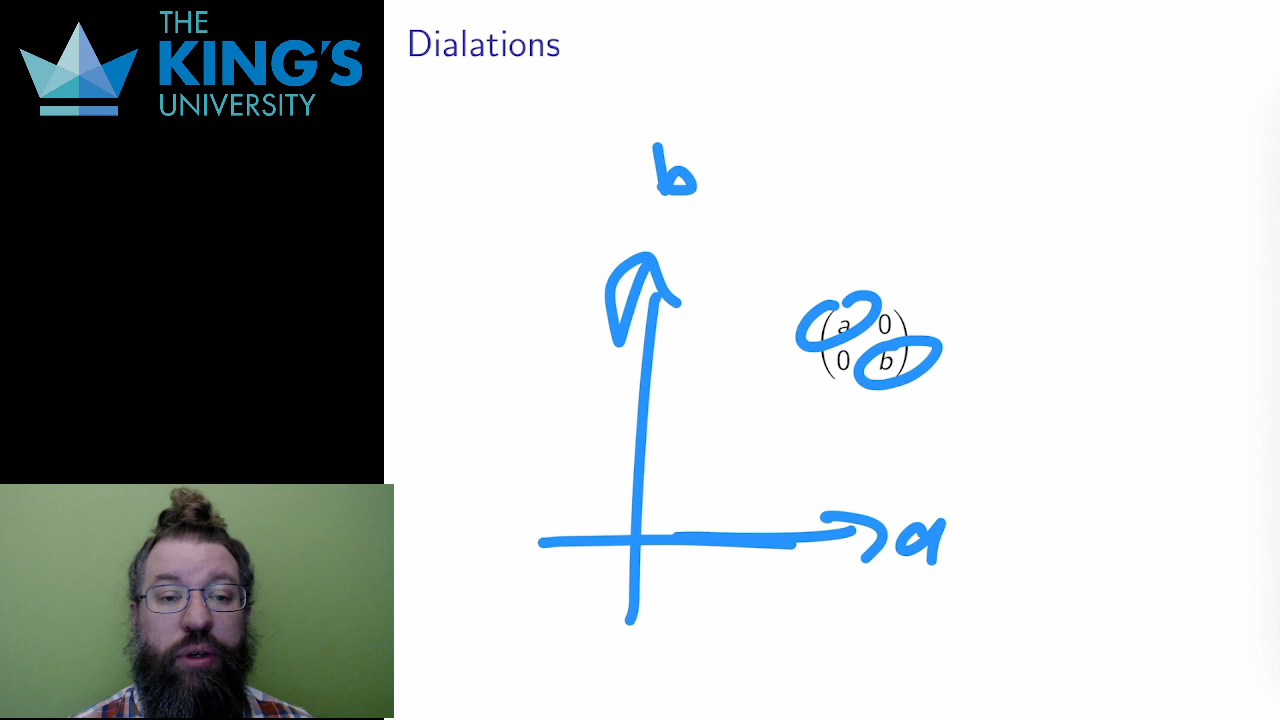 THE
KING'S
UNIVERSITY
Dialations
b
a 0
0 b
a